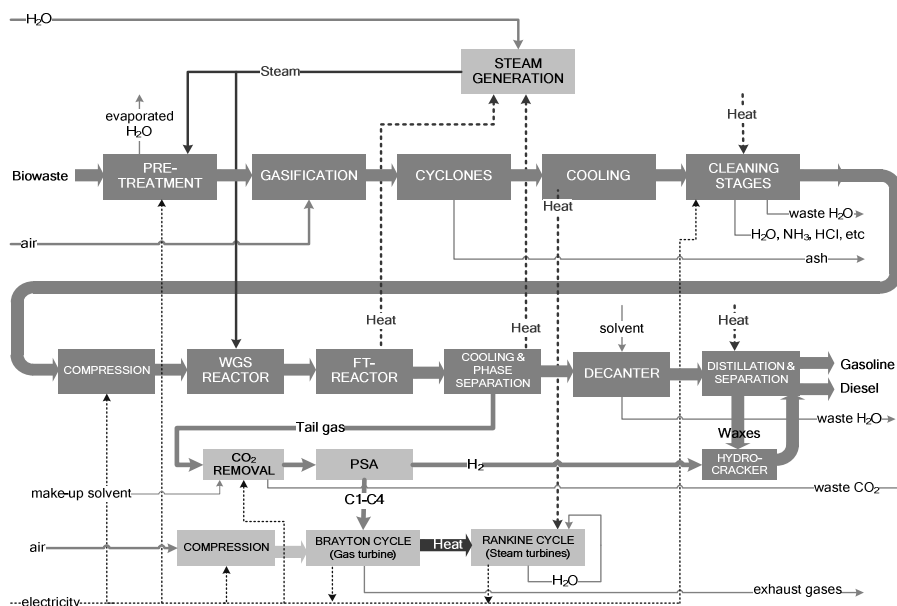 H₂O
STEAM
GENERATION
Steam
evaporated
H₂O
Heat
Biowaste
PRE-
TREATMENT
GASIFICATION
CYCLONES
COOLING
CLEANING
STAGES
Heat
waste H₂O
H₂O, NH₃, HCl, etc
air
ash
Heat
Heat
solvent
Heat
COMPRESSION
WGS
REACTOR
FT-
REACTOR
COOLING &
PHASE
SEPARATION
DECANTER
DISTILLATION &
SEPARATION
Gasoline
Diesel
waste H₂O
Tail gas
Waxes
CO₂
REMOVAL
PSA
H₂
HYDRO-
CRACKER
make-up solvent
waste CO₂
C1-C4
air
COMPRESSION
BRAYTON CYCLE
(Gas turbine)
Heat
RANKINE CYCLE
(Steam turbines)
H₂O
exhaust gases
electricity